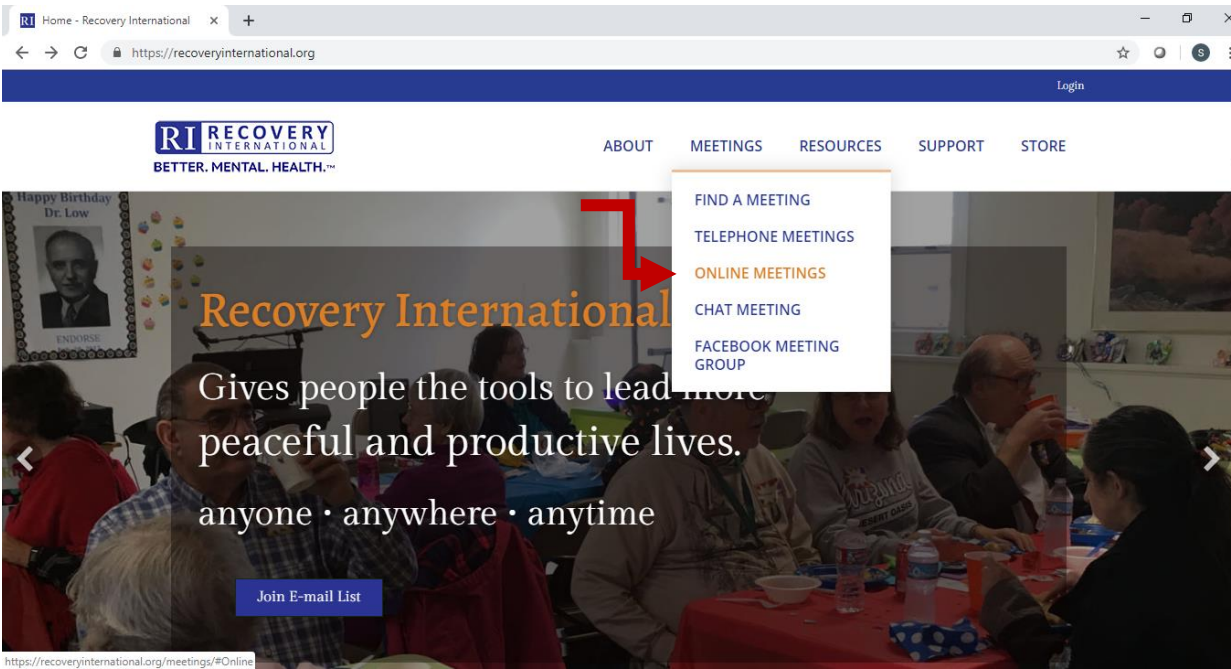 Home - Recovery International
https://recoveryinternational.org
Login
RI RECOVERY
INTERNATIONAL
BETTER. MENTAL. HEALTH.™
ABOUT MEETINGS RESOURCES SUPPORT STORE
FIND A MEETING
TELEPHONE MEETINGS
ONLINE MEETINGS
CHAT MEETING
FACEBOOK MEETING
GROUP
Happy Birthday
Dr. Low
ENDORSE
Recovery International
Gives people the tools to lead more
peaceful and productive lives.
anyone · anywhere · anytime
Join E-mail List
https://recoveryinternational.org/meetings/#Online